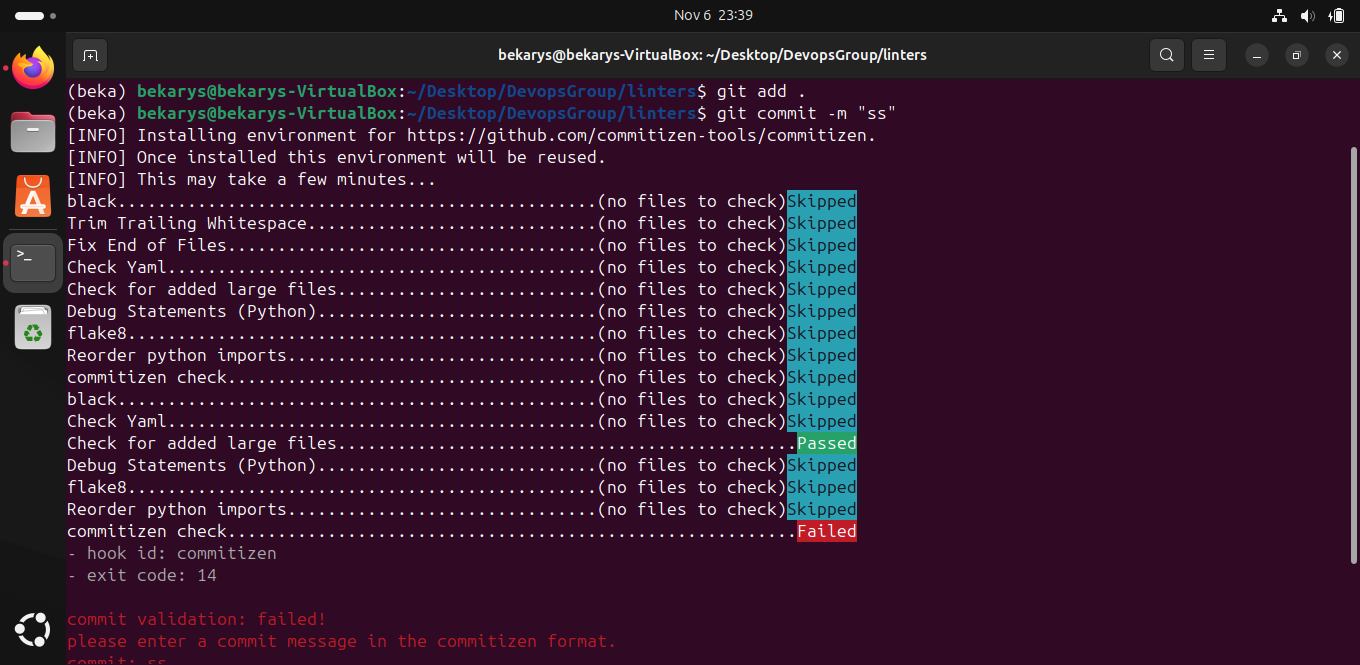 Nov 6 23:39
bekarys@bekarys-VirtualBox: ~/Desktop/DevopsGroup/linters
(beka) bekarys@bekarys-VirtualBox:~/Desktop/DevopsGroup/linters$ git add .
(beka) bekarys@bekarys-VirtualBox:~/Desktop/DevopsGroup/linters$ git commit -m "ss"
[INFO] Installing environment for https://github.com/commitizen-tools/commitizen.
[INFO] Once installed this environment will be reused.
[INFO] This may take a few minutes...
black................................................(no files to check)Skipped
Trim Trailing Whitespace.............................(no files to check)Skipped
Fix End of Files.....................................(no files to check)Skipped
Check Yaml...........................................(no files to check)Skipped
Check for added large files..........................(no files to check)Skipped
Debug Statements (Python)............................(no files to check)Skipped
flake8...............................................(no files to check)Skipped
Reorder python imports...............................(no files to check)Skipped
commitizen check.....................................(no files to check)Skipped
black................................................(no files to check)Skipped
Check Yaml...........................................(no files to check)Skipped
Check for added large files..............................................Passed
Debug Statements (Python)............................(no files to check)Skipped
flake8...............................................(no files to check)Skipped
Reorder python imports...............................(no files to check)Skipped
commitizen check.........................................................Failed
- hook id: commitizen
- exit code: 14
commit validation: failed!
please enter a commit message in the commitizen format.
commit: ss